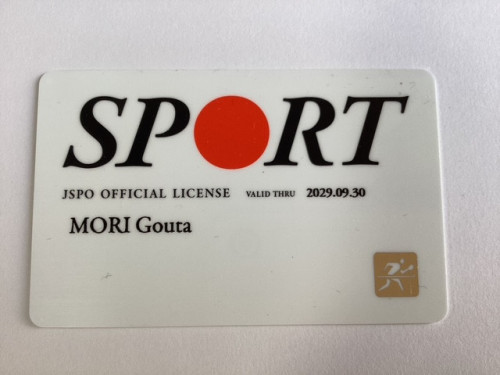 SPORT
JSPO OFFICIAL LICENSE VALID THRU 2029.09.30
MORI Gouta